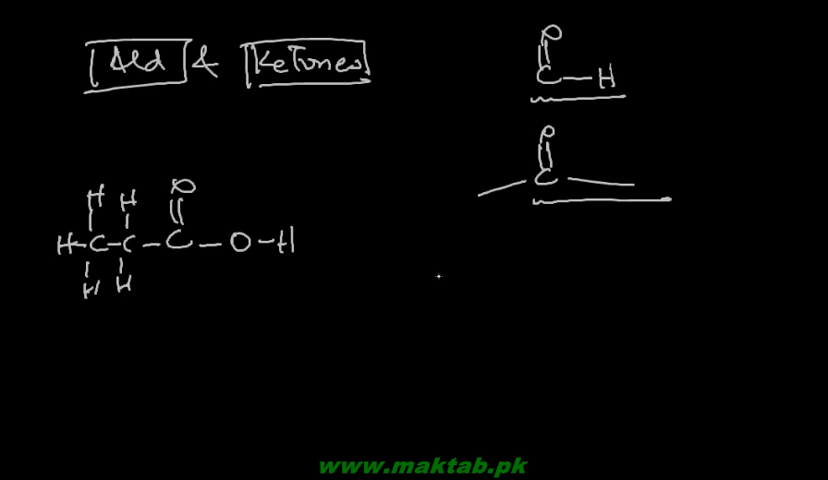 Ald & Ketones
O
C-H
O
C
H H O
H-C-C-C-O-H
H H
www.maktab.pk